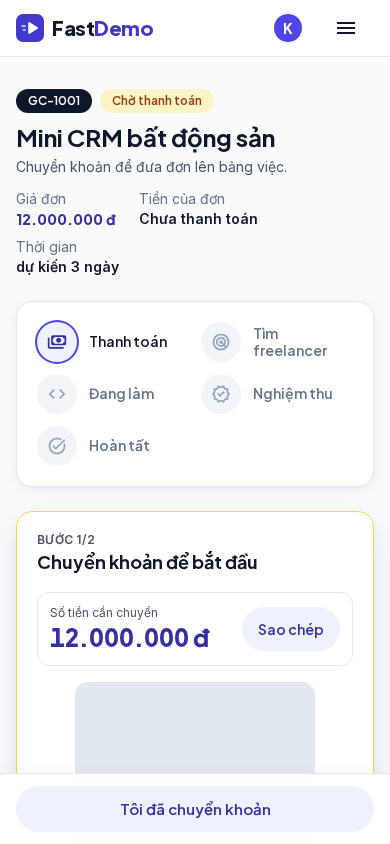 FastDemo
K
GC-1001
Chờ thanh toán
Mini CRM bất động sản
Chuyển khoản để đưa đơn lên bảng việc.
Giá đơn
12.000.000 đ
Tiền của đơn
Chưa thanh toán
Thời gian
dự kiến 3 ngày
Thanh toán
Tìm
freelancer
Đang làm
Nghiệm thu
Hoàn tất
BƯỚC 1/2
Chuyển khoản để bắt đầu
Số tiền cần chuyển
12.000.000 đ
Sao chép
Tôi đã chuyển khoản